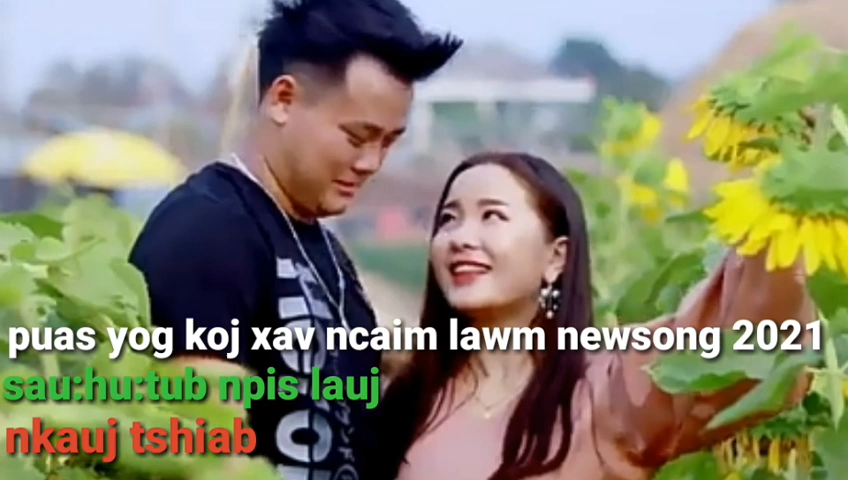 puas yog koj xav ncaim lawm newsong 2021
sau:hu:tub npis lauj
nkauj tshiab